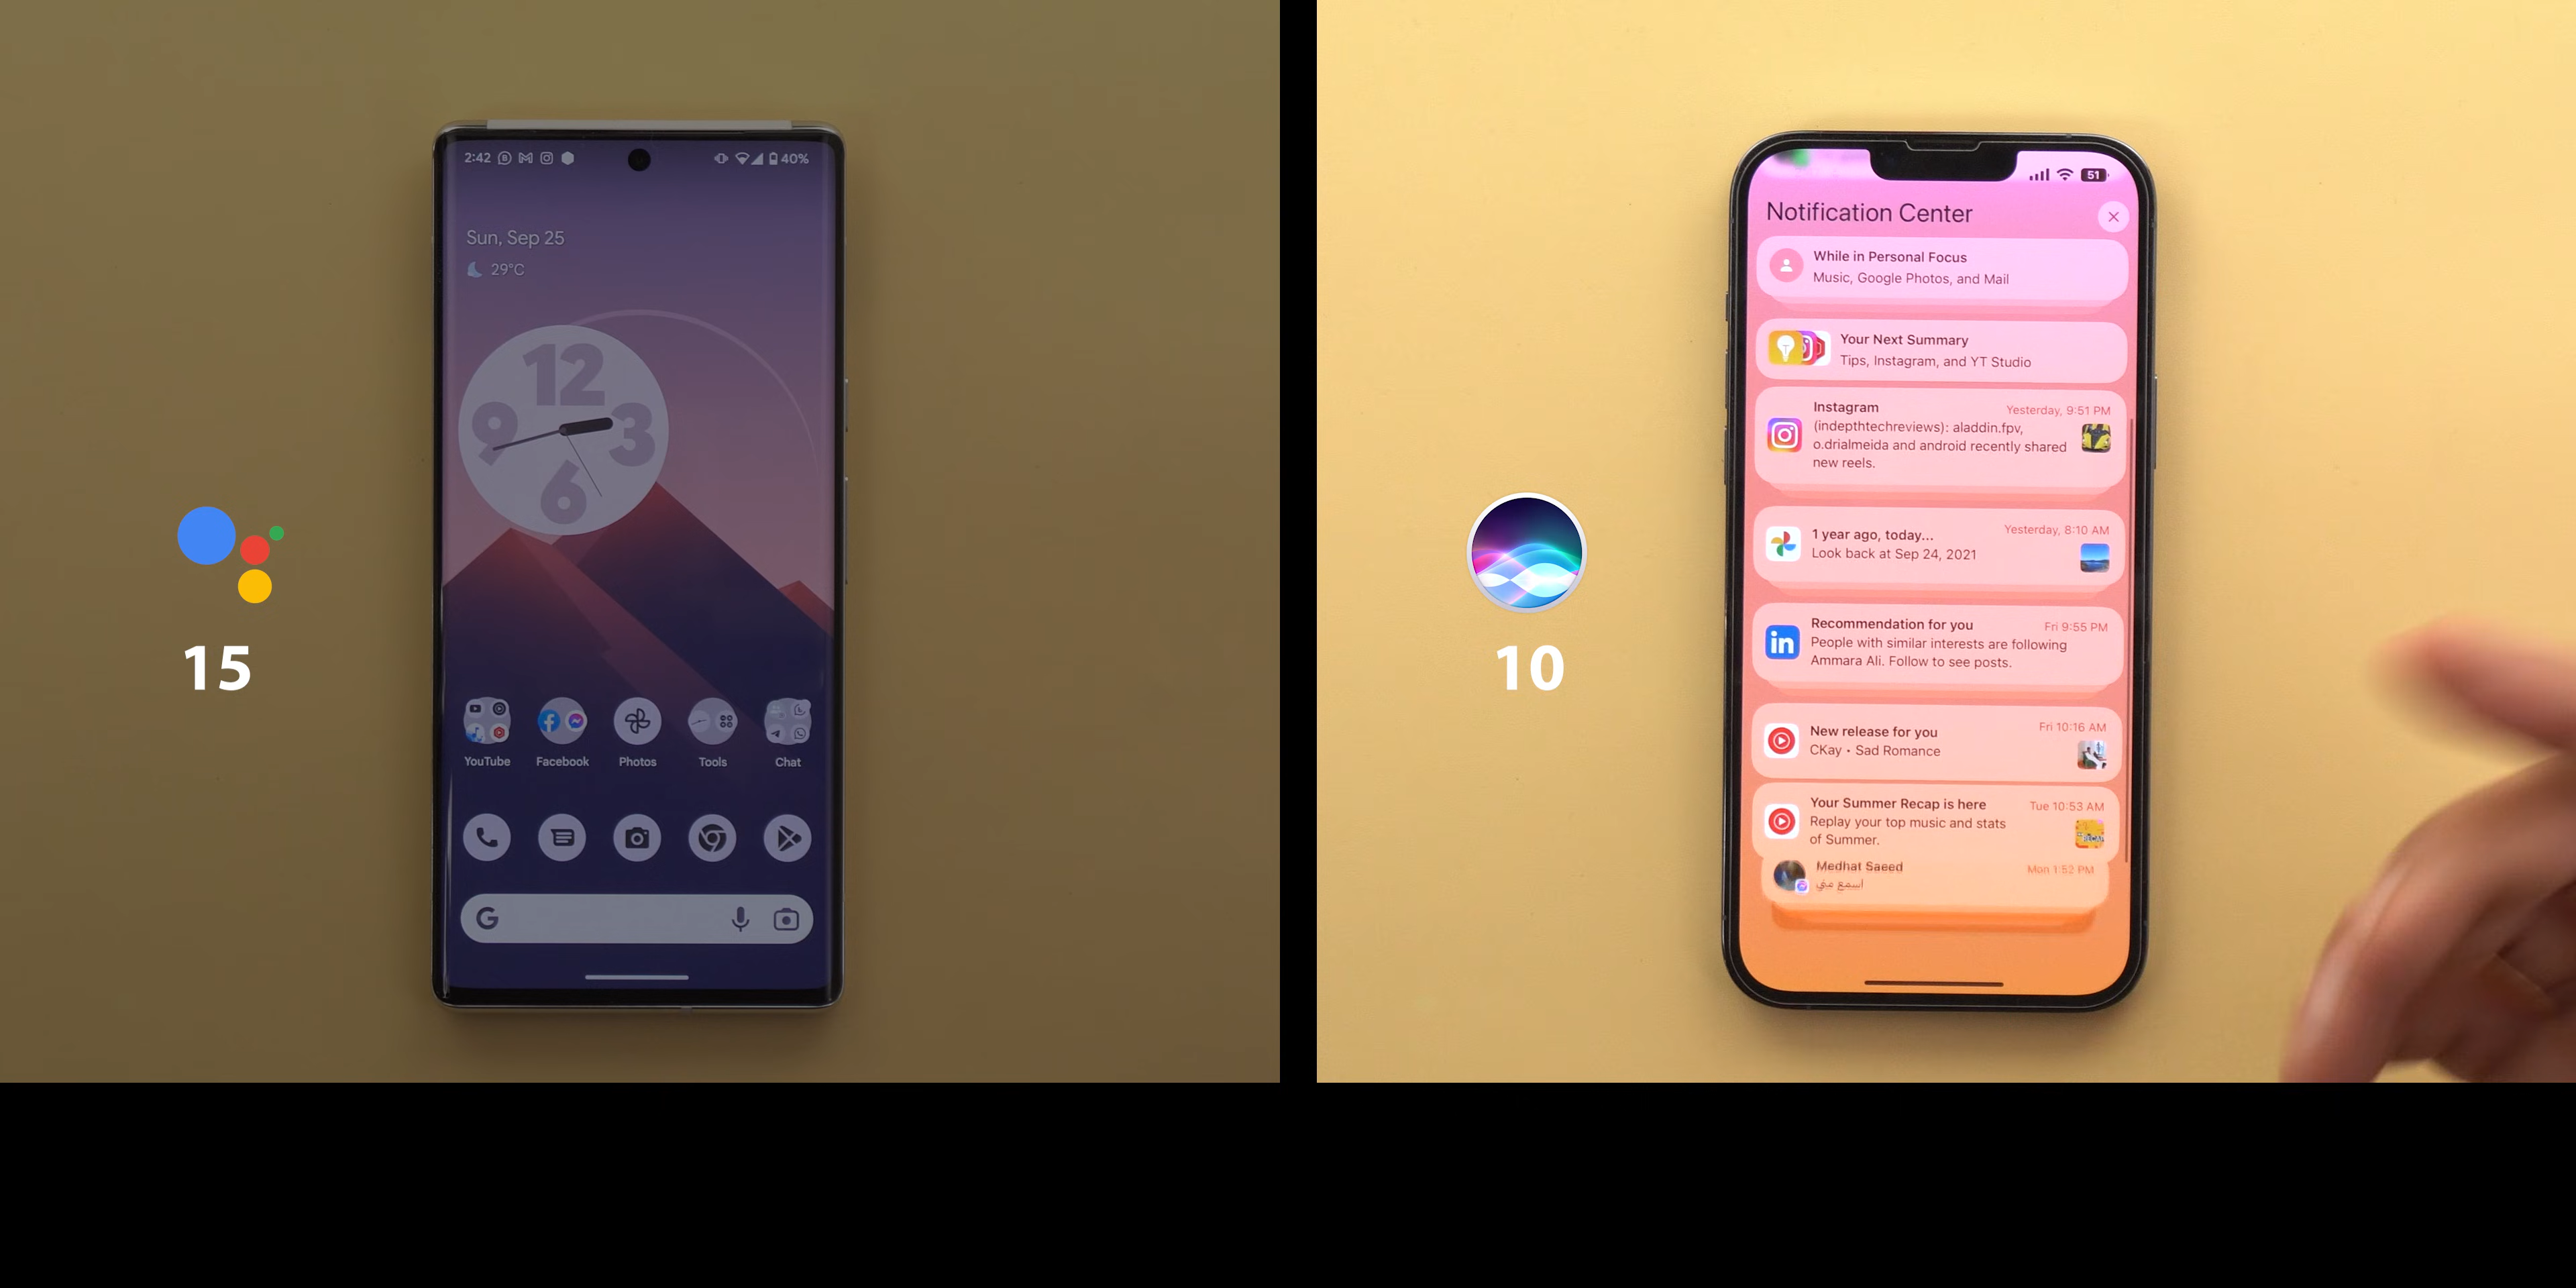 2:42
40%
Sun, Sep 25
29°C
12
9
3
6
YouTube
Facebook
Photos
Tools
Chat
G
15
10
51
Notification Center
While in Personal Focus
Music, Google Photos, and Mail
Your Next Summary
Tips, Instagram, and YT Studio
Instagram
Yesterday, 9:51 PM
(indepthtechreviews): aladdin.fpv,
o.drialmeida and android recently shared
new reels.
1 year ago, today...
Yesterday, 8:10 AM
Look back at Sep 24, 2021
in
Recommendation for you
Fri 9:55 PM
People with similar interests are following
Ammara Ali. Follow to see posts.
New release for you
Fri 10:16 AM
CKay • Sad Romance
Your Summer Recap is here
Tue 10:53 AM
Replay your top music and stats
of Summer.
Medhat Saeed
Mon 1:52 PM
اسمع مني